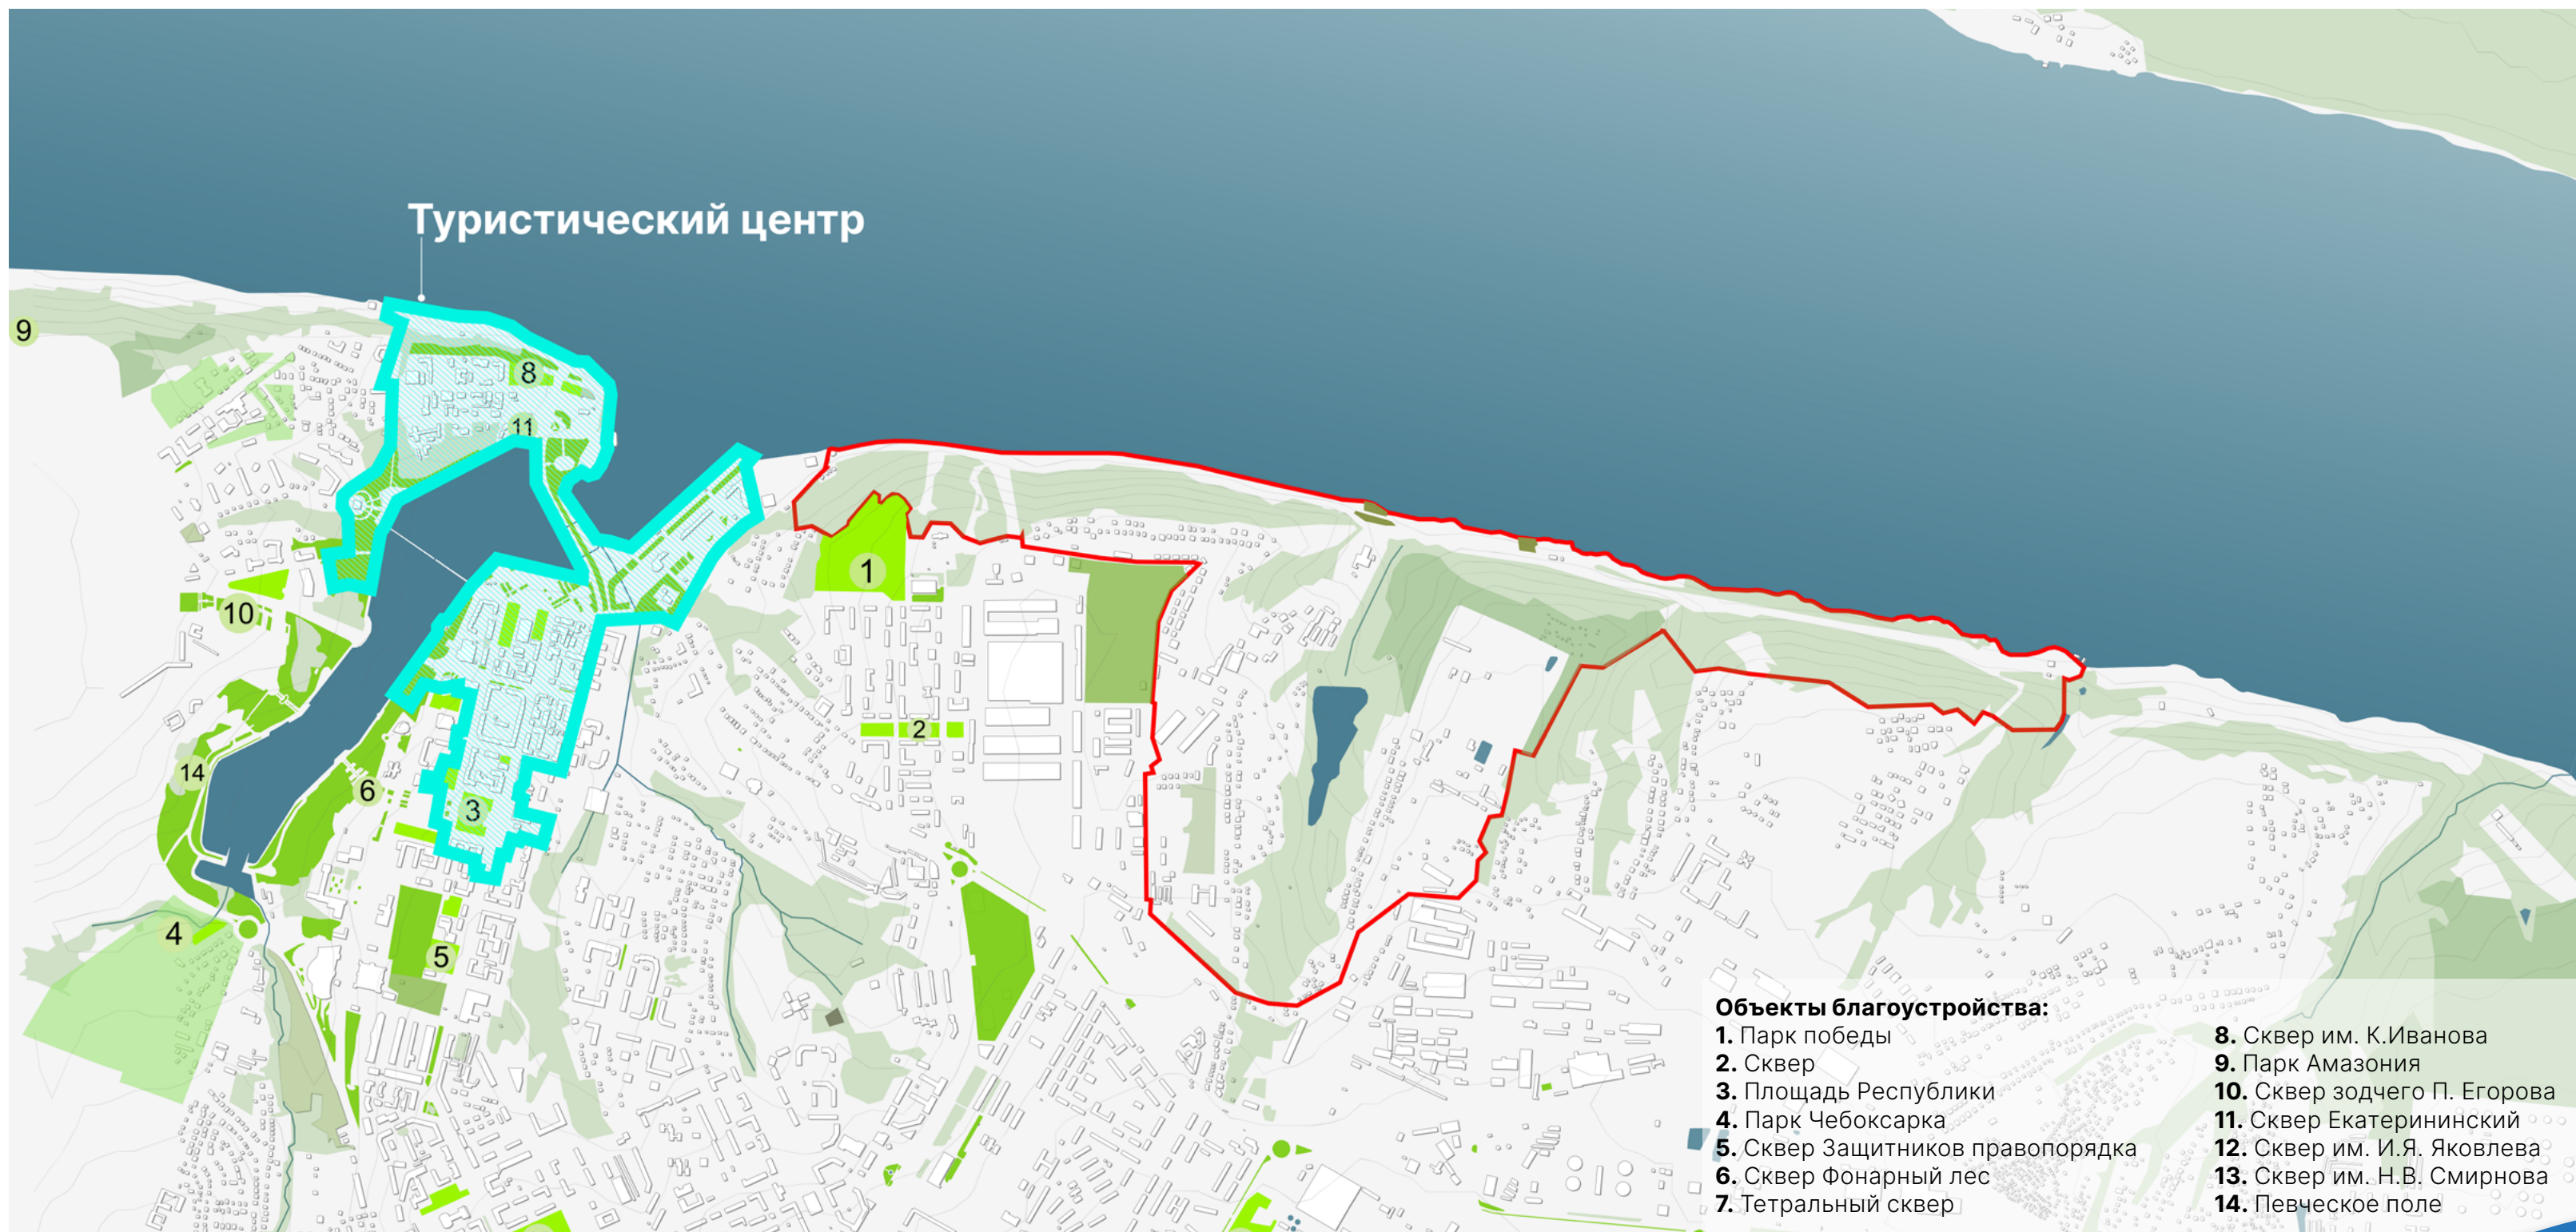 Туристический центр
9
8
11
1
10
2
14
6
3
4
5
Объекты благоустройства:
1. Парк победы
2. Сквер
3. Площадь Республики
4. Парк Чебоксарка
5. Сквер Защитников правопорядка
6. Сквер Фонарный лес
7. Тетральный сквер
8. Сквер им. К.Иванова
9. Парк Амазония
10. Сквер зодчего П. Егорова
11. Сквер Екатерининский
12. Сквер им. И.Я. Яковлева
13. Сквер им. Н.В. Смирнова
14. Певческое поле